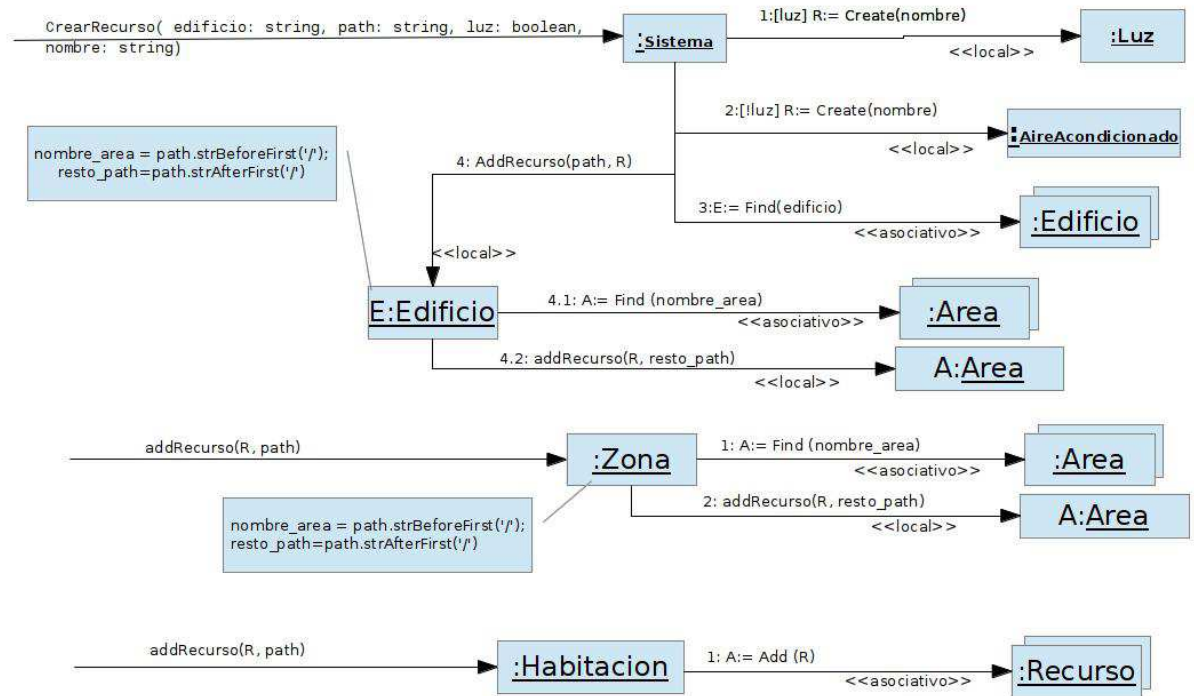 CrearRecurso( edificio: string, path: string, luz: boolean,
nombre: string)
:Sistema
1:[luz] R:= Create(nombre)
<<local>>
:Luz
2:[!luz] R:= Create(nombre)
<<local>>
:AireAcondicionado
nombre_area = path.strBeforeFirst('/');
resto_path=path.strAfterFirst('/')
4: AddRecurso(path, R)
3:E:= Find(edificio)
<<asociativo>>
:Edificio
<<local>>
E:Edificio
4.1: A:= Find (nombre_area)
<<asociativo>>
:Area
4.2: addRecurso(R, resto_path)
<<local>>
A:Area
addRecurso(R, path)
:Zona
1: A:= Find (nombre_area)
<<asociativo>>
:Area
nombre_area = path.strBeforeFirst('/');
resto_path=path.strAfterFirst('/')
2: addRecurso(R, resto_path)
<<local>>
A:Area
addRecurso(R, path)
:Habitacion
1: A:= Add (R)
<<asociativo>>
:Recurso